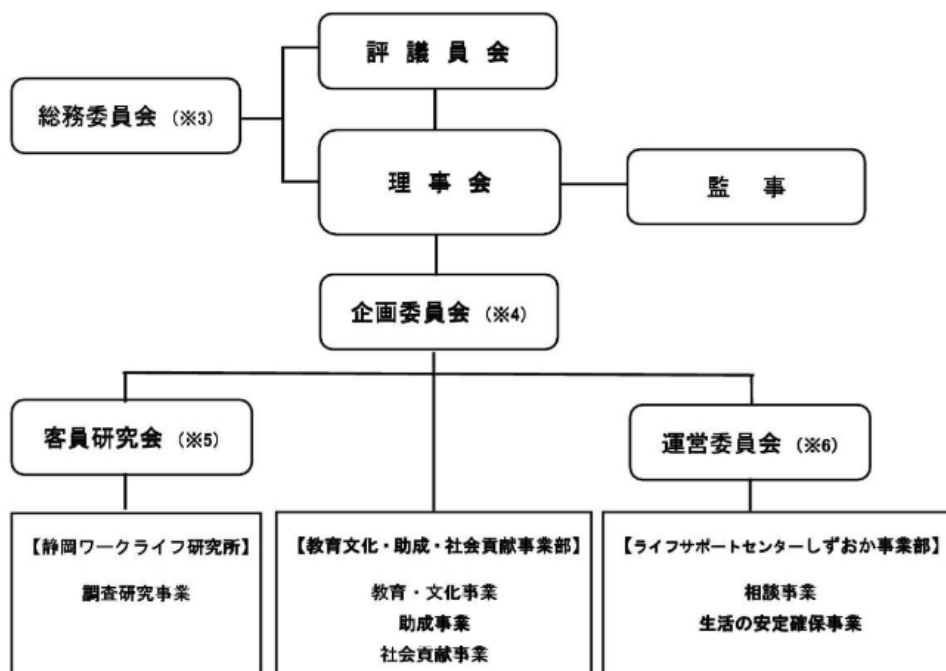 評議員会
総務委員会（※3）
理事会
監事
企画委員会（※4）
客員研究会（※5）
運営委員会（※6）
【静岡ワークライフ研究所】
調査研究事業
【教育文化・助成・社会貢献事業部】
教育・文化事業
助成事業
社会貢献事業
【ライフサポートセンターしずおか事業部】
相談事業
生活の安定確保事業